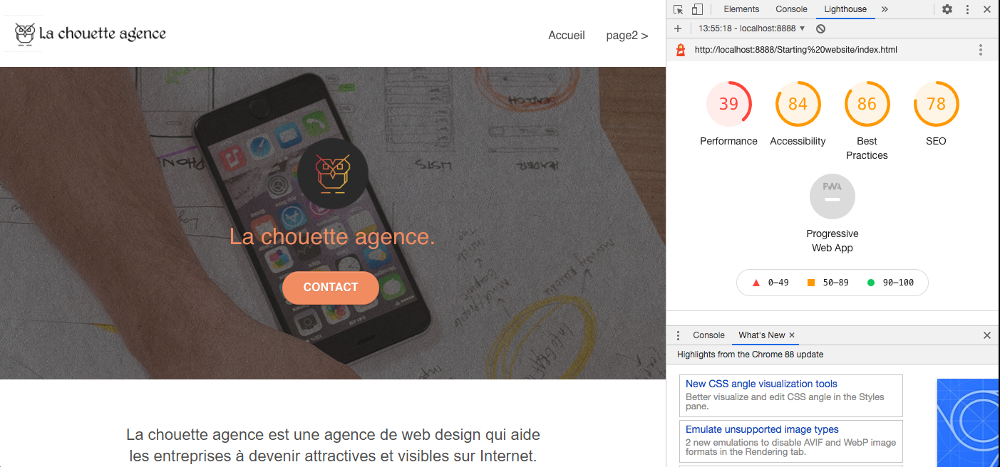 La chouette agence
Accueil
page2 >
PHON
SEARCH
LISTS
HEADER
La chouette agence.
CONTACT
La chouette agence est une agence de web design qui aide
les entreprises à devenir attractives et visibles sur Internet.
Elements
Console
Lighthouse
»
13:55:18 - localhost:8888
http://localhost:8888/Starting%20website/index.html
39
Performance
84
Accessibility
86
Best
Practices
78
SEO
PWA
Progressive
Web App
0–49
50–89
90–100
Console
What's New
Highlights from the Chrome 88 update
New CSS angle visualization tools
Better visualize and edit CSS angle in the Styles
pane.
Emulate unsupported image types
2 new emulations to disable AVIF and WebP image
formats in the Rendering tab.